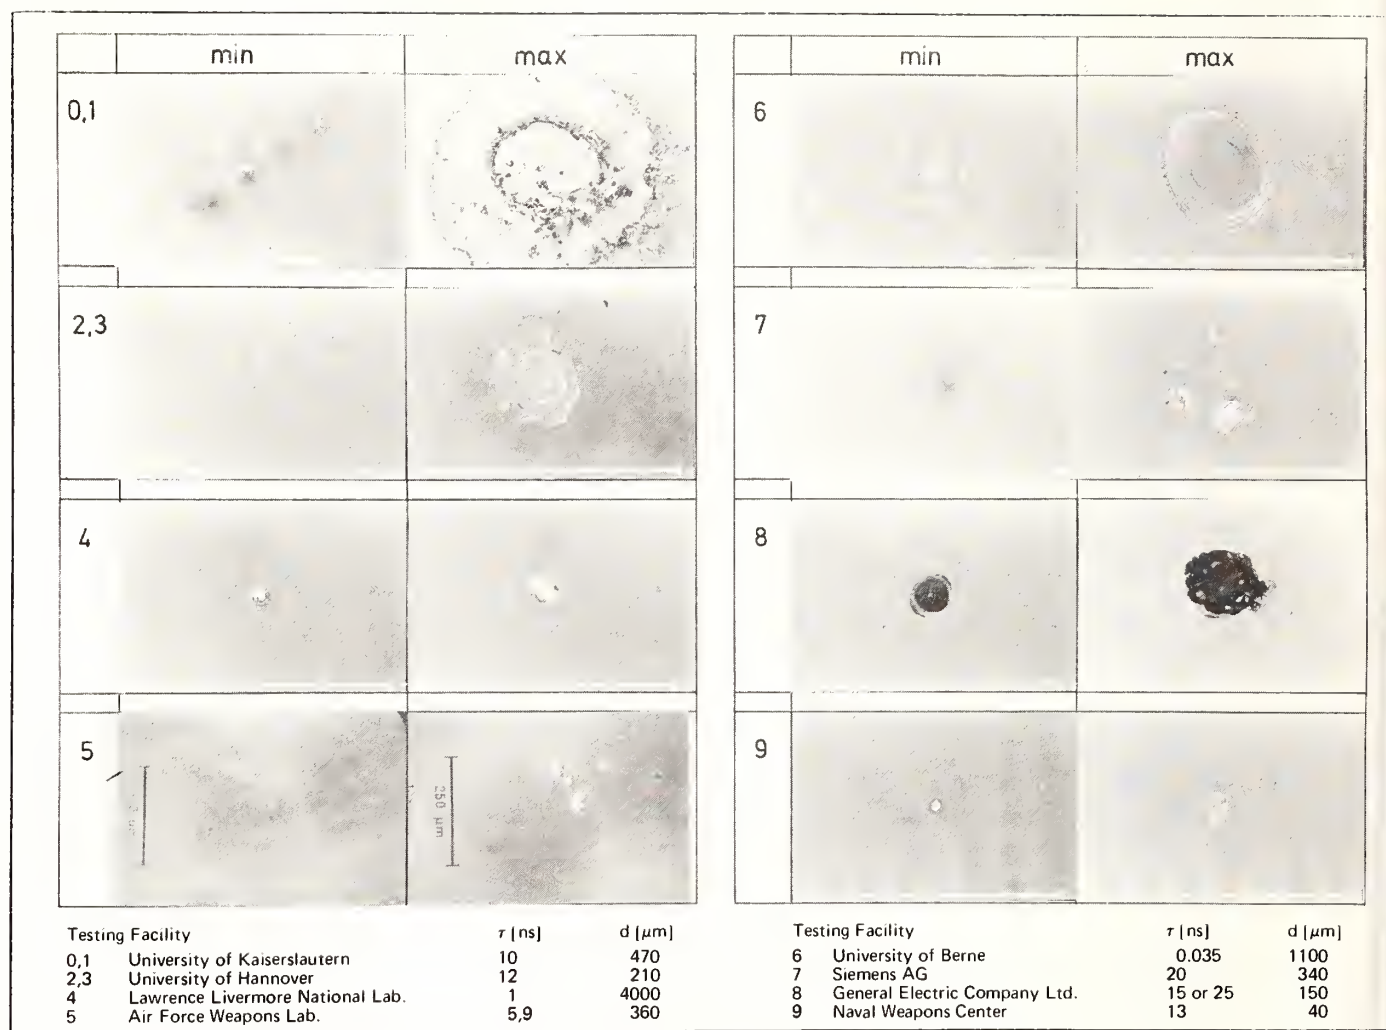 min max
0,1
2,3
4
5
250 µm
min max
6
7
8
9
Testing Facility τ [ns] d [µm]
0,1 University of Kaiserslautern 10 470
2,3 University of Hannover 12 210
4 Lawrence Livermore National Lab. 1 4000
5 Air Force Weapons Lab. 5,9 360
Testing Facility τ [ns] d [µm]
6 University of Berne 0.035 1100
7 Siemens AG 20 340
8 General Electric Company Ltd. 15 or 25 150
9 Naval Weapons Center 13 40